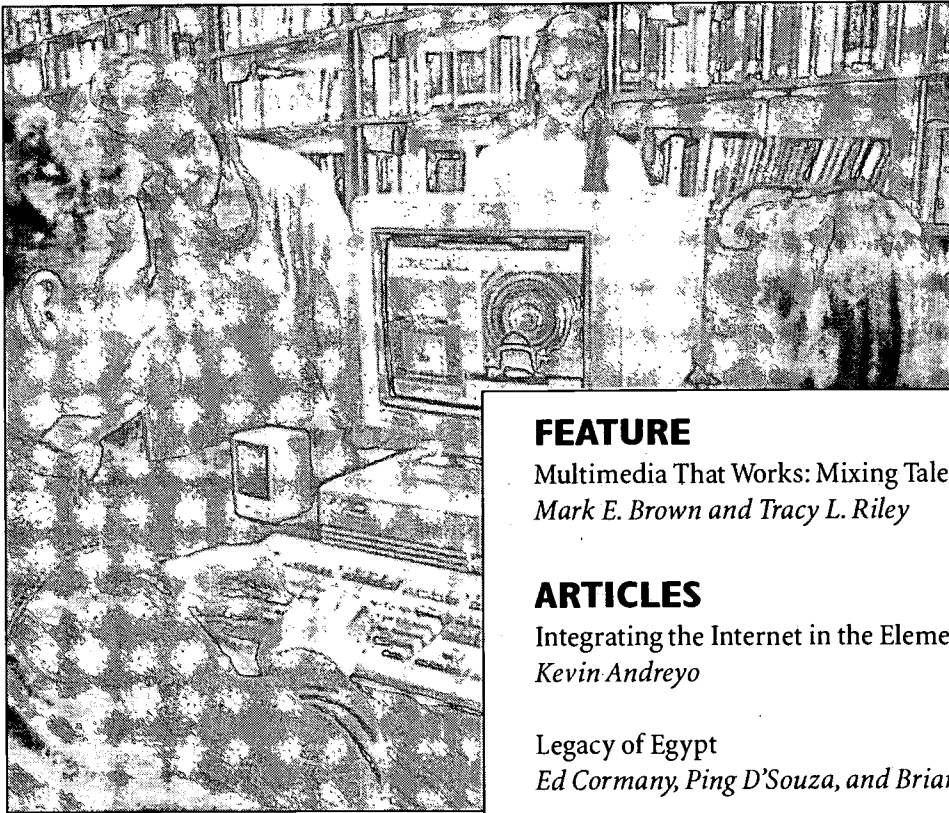 FEATURE
Multimedia That Works: Mixing Tale
Mark E. Brown and Tracy L. Riley
ARTICLES
Integrating the Internet in the Eleme
Kevin Andreyo
Legacy of Egypt
Ed Cormany, Ping D'Souza, and Brian